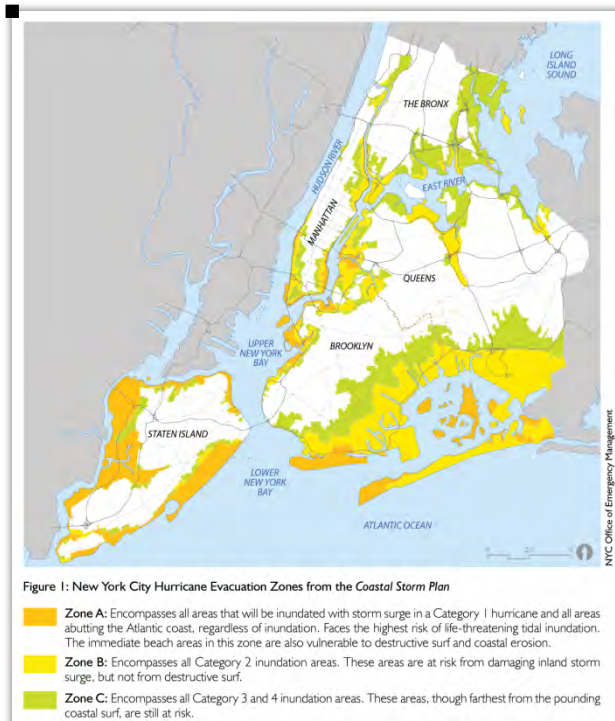 LONG
ISLAND
SOUND
THE BRONX
HUDSON RIVER
EAST RIVER
MANHATTAN
QUEENS
UPPER
NEW YORK
BAY
BROOKLYN
STATEN ISLAND
LOWER
NEW YORK
BAY
ATLANTIC OCEAN
NYC Office of Emergency Management
Figure 1: New York City Hurricane Evacuation Zones from the Coastal Storm Plan
Zone A: Encompasses all areas that will be inundated with storm surge in a Category 1 hurricane and all areas
abutting the Atlantic coast, regardless of inundation. Faces the highest risk of life-threatening tidal inundation.
The immediate beach areas in this zone are also vulnerable to destructive surf and coastal erosion.
Zone B: Encompasses all Category 2 inundation areas. These areas are at risk from damaging inland storm
surge, but not from destructive surf.
Zone C: Encompasses all Category 3 and 4 inundation areas. These areas, though farthest from the pounding
coastal surf, are still at risk.